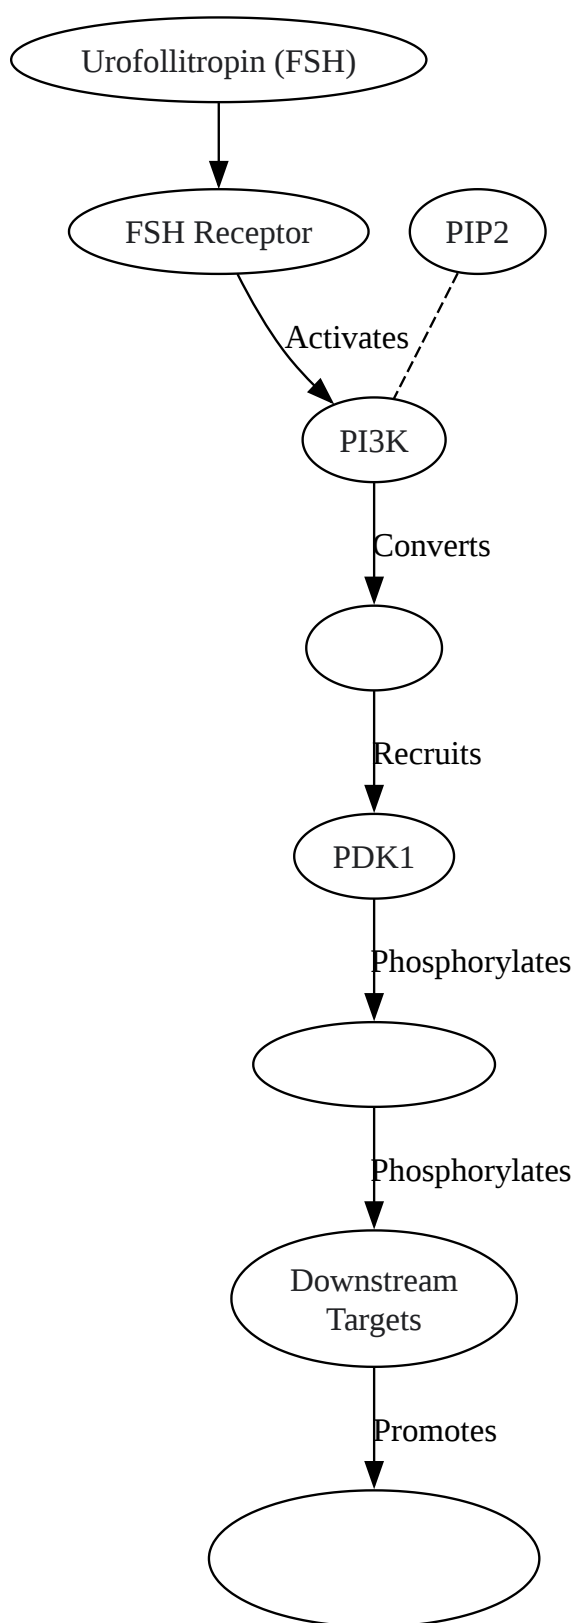 Urofollitropin (FSH)
FSH Receptor
PIP2
Activates
PI3K
Converts
Recruits
PDK1
Phosphorylates
Phosphorylates
Downstream
Targets
Promotes